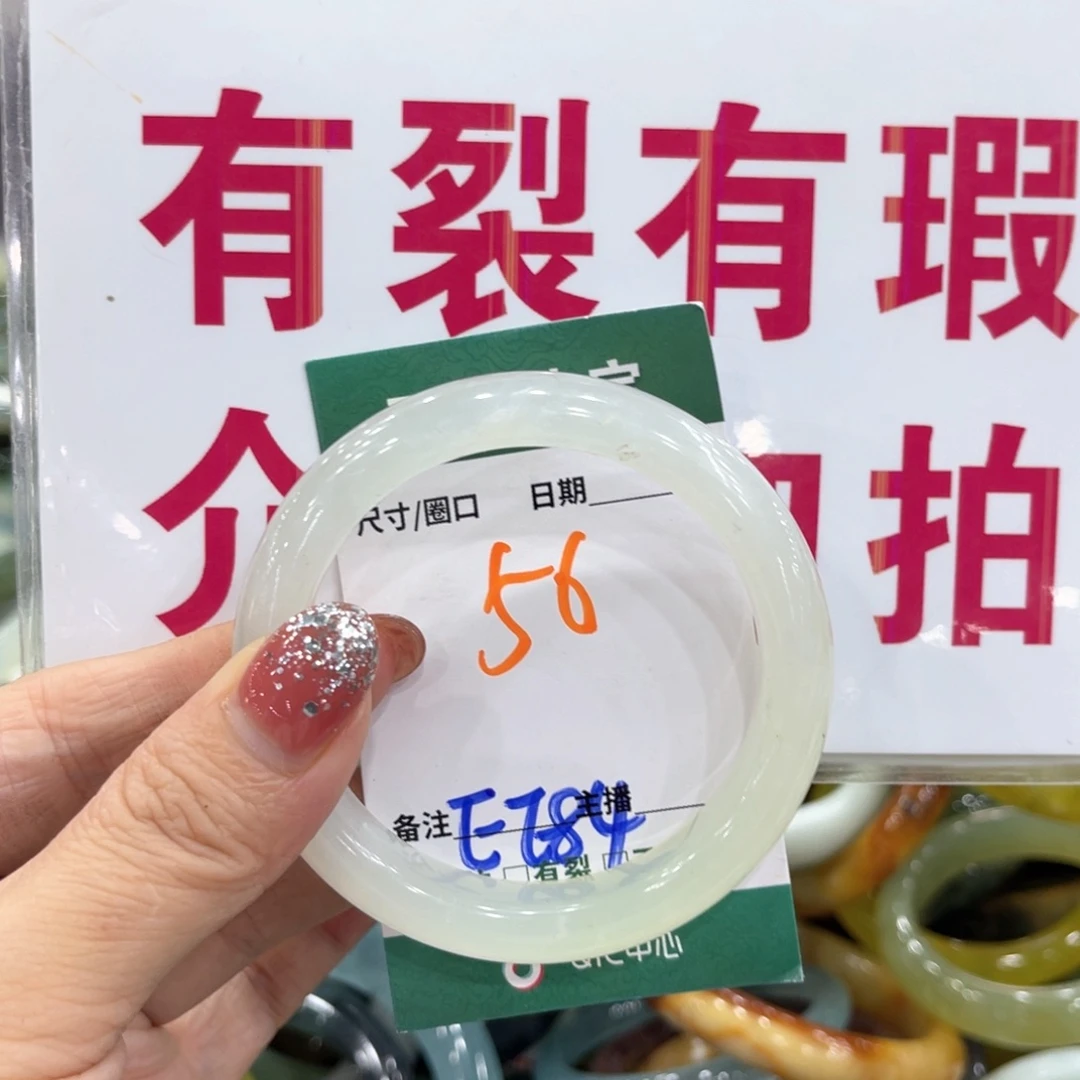 有裂有瑕
介
拍
尺寸/圈口 日期
56
备注 主播
有裂
中心